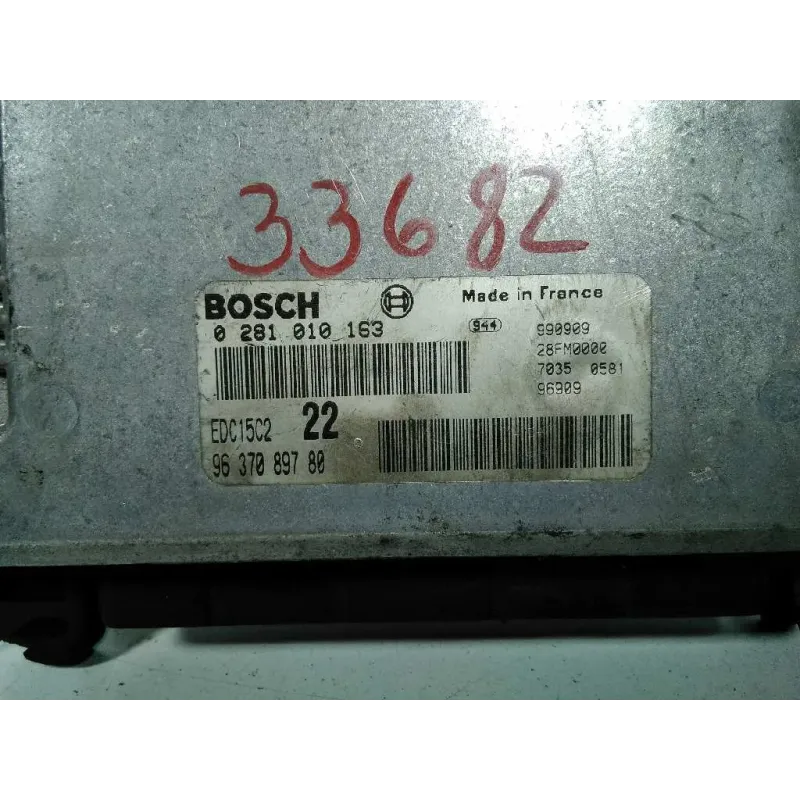 33682
BOSCH Made in France
0 281 010 163 944 990909
28FM0000
7035 0581
96909
EDC15C2 22
96 370 897 80